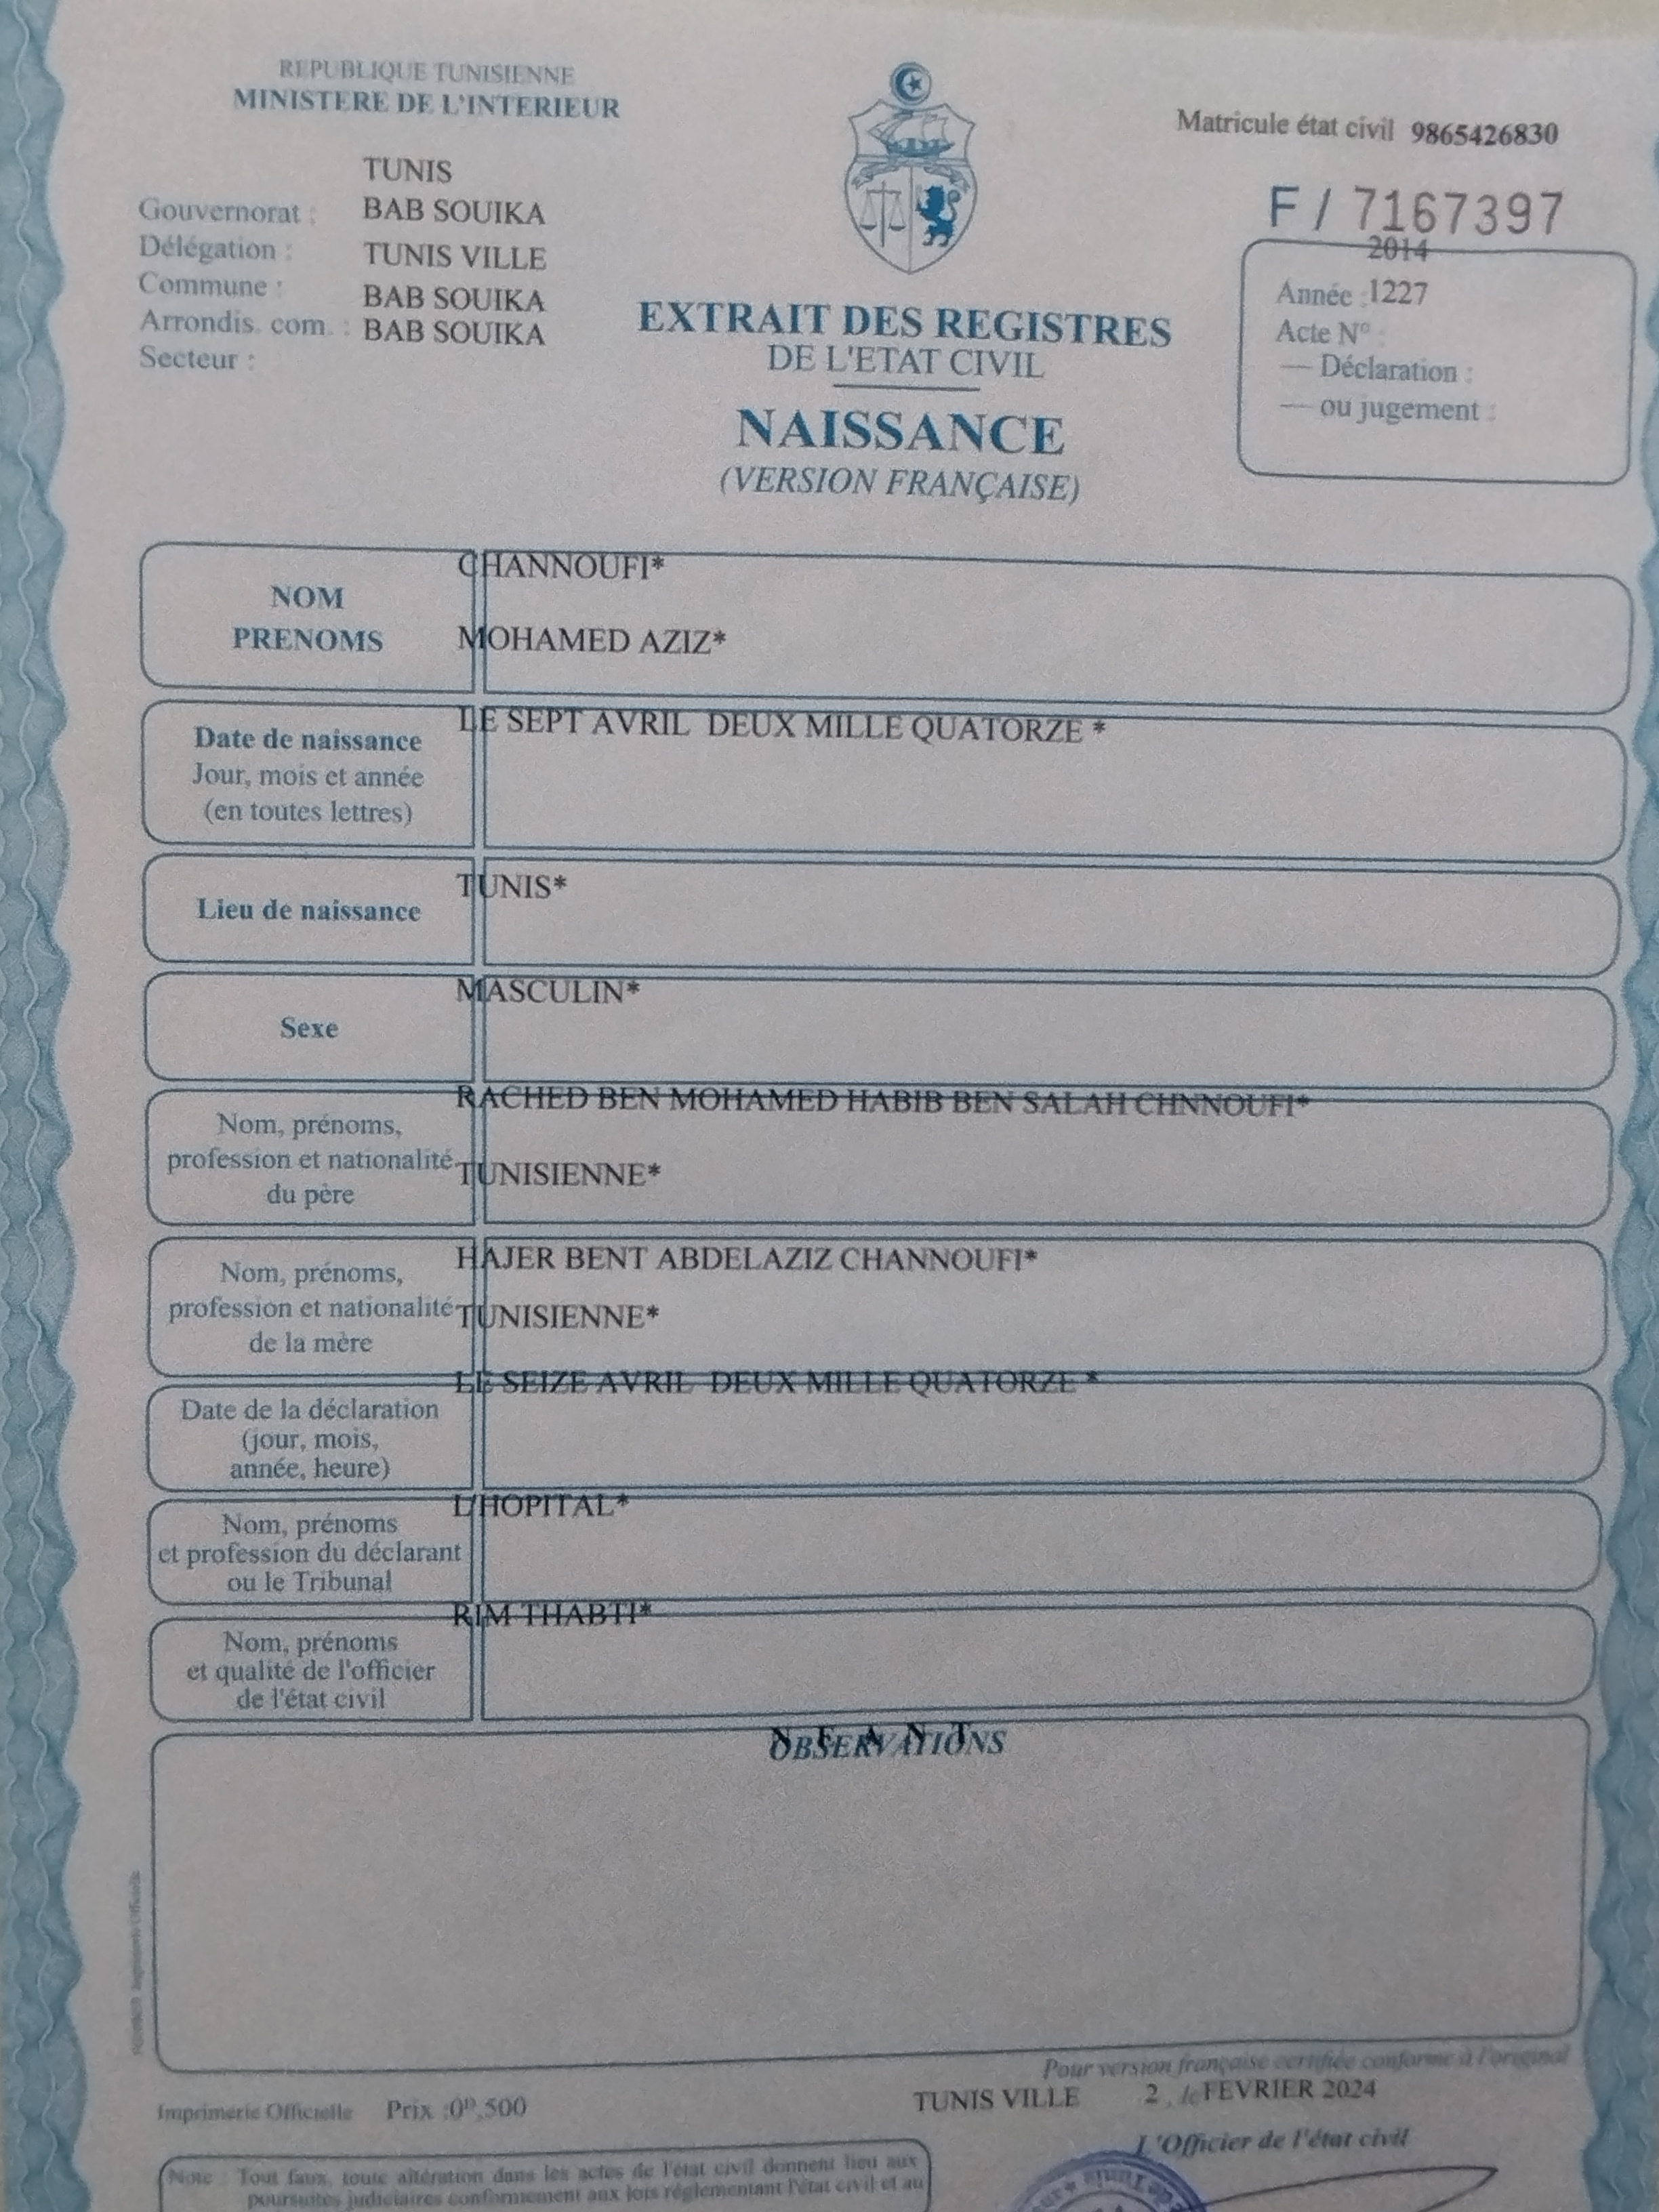 REPUBLIQUE TUNISIENNE
MINISTERE DE L'INTERIEUR
Matricule état civil 9865426830
F / 7167397
TUNIS
Gouvernorat : BAB SOUIKA
Délégation : TUNIS VILLE
Commune : BAB SOUIKA
Arrondis. com. : BAB SOUIKA
Secteur :
2014
Année : 1227
Acte N° :
— Déclaration :
— ou jugement :
EXTRAIT DES REGISTRES
DE L'ETAT CIVIL
NAISSANCE
(VERSION FRANÇAISE)
NOM
PRENOMS
CHANNOUFI*
MOHAMED AZIZ*
Date de naissance
Jour, mois et année
(en toutes lettres)
LE SEPT AVRIL DEUX MILLE QUATORZE *
Lieu de naissance
TUNIS*
Sexe
MASCULIN*
Nom, prénoms,
profession et nationalité
du père
RACHED BEN MOHAMED HABIB BEN SALAH CHNNOUFI*
TUNISIENNE*
Nom, prénoms,
profession et nationalité
de la mère
HAJER BENT ABDELAZIZ CHANNOUFI*
TUNISIENNE*
Date de la déclaration
(jour, mois,
année, heure)
LE SEIZE AVRIL DEUX MILLE QUATORZE *
Nom, prénoms
et profession du déclarant
ou le Tribunal
L'HOPITAL*
Nom, prénoms
et qualité de l'officier
de l'état civil
RIM THABTI*
N E A N T
OBSERVATIONS
Pour version française certifiée conforme à l'original
TUNIS VILLE 2 , le FEVRIER 2024
Imprimerie Officielle Prix :0ᴰ,500
L'Officier de l'état civil
Note : Tout faux, toute altération dans les actes de l'état civil donnent lieu aux
poursuites judiciaires conformement aux lois réglementant l'état civil et au